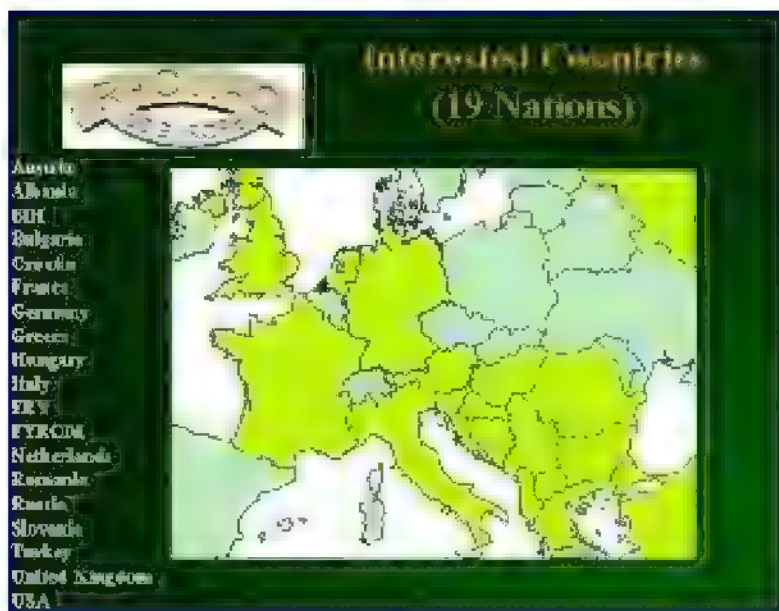 Interested Countries
(19 Nations)
Austria
Albania
BIH
Bulgaria
Croatia
France
Germany
Greece
Hungary
Italy
FRY
FYROM
Netherlands
Romania
Russia
Slovenia
Turkey
United Kingdom
USA